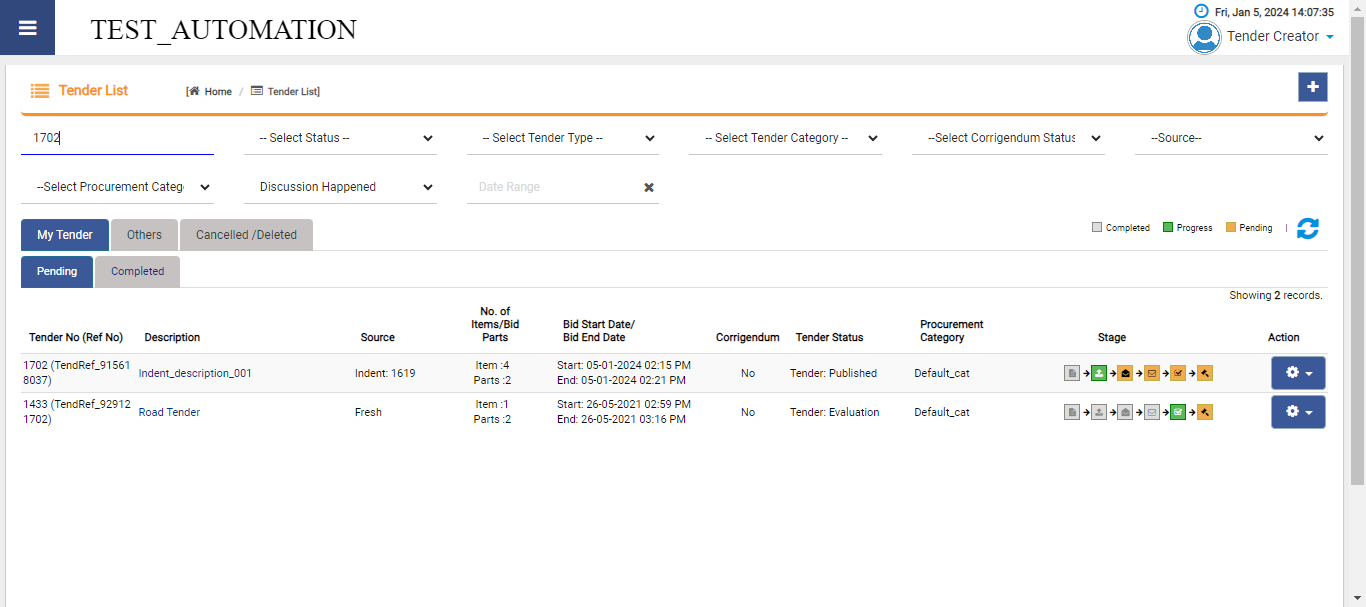 TEST_AUTOMATION
Fri, Jan 5, 2024 14:07:35
Tender Creator
Tender List
[ Home / Tender List]
1702
-- Select Status --
-- Select Tender Type --
-- Select Tender Category --
--Select Corrigendum Status
--Source--
--Select Procurement Categ
Discussion Happened
Date Range
My Tender
Others
Cancelled /Deleted
Completed
Progress
Pending
|
Pending
Completed
Showing 2 records.
Tender No (Ref No)
Description
Source
No. of
Items/Bid
Parts
Bid Start Date/
Bid End Date
Corrigendum
Tender Status
Procurement
Category
Stage
Action
1702 (TendRef_91561
8037)
Indent_description_001
Indent: 1619
Item :4
Parts :2
Start: 05-01-2024 02:15 PM
End: 05-01-2024 02:21 PM
No
Tender: Published
Default_cat
1433 (TendRef_92912
1702)
Road Tender
Fresh
Item :1
Parts :2
Start: 26-05-2021 02:59 PM
End: 26-05-2021 03:16 PM
No
Tender: Evaluation
Default_cat